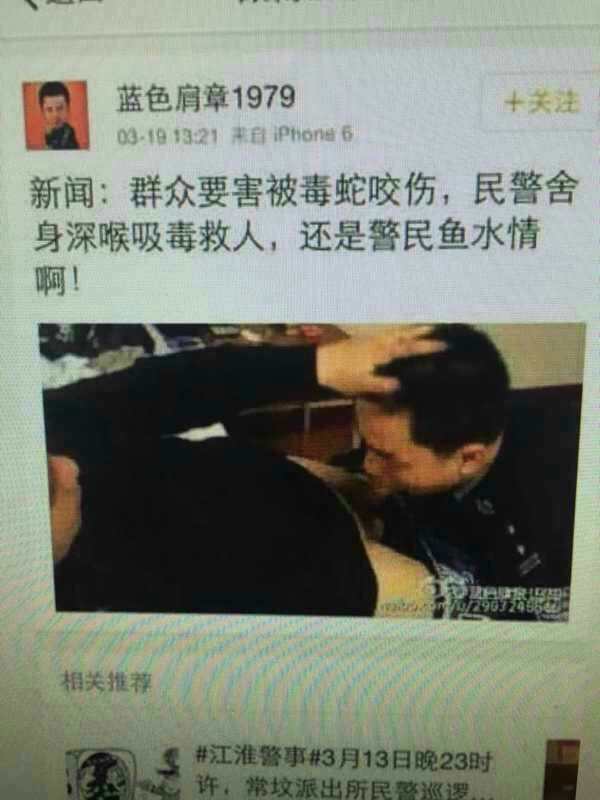 蓝色肩章1979
+关注
03-19 13:21 来自 iPhone 6
新闻：群众要害被毒蛇咬伤，民警舍
身深喉吸毒救人，还是警民鱼水情
啊！
相关推荐
#江淮警事#3月13日晚23时
许，常坟派出所民警巡逻...